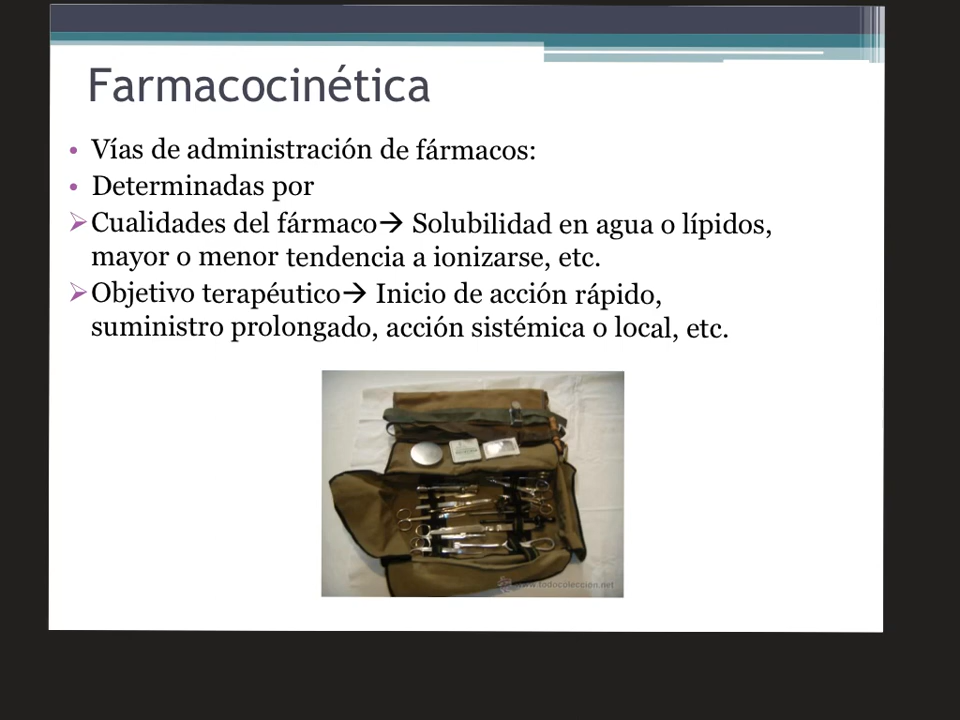 Farmacocinética
• Vías de administración de fármacos:
• Determinadas por
➢Cualidades del fármaco→ Solubilidad en agua o lípidos,
mayor o menor tendencia a ionizarse, etc.
➢Objetivo terapéutico→ Inicio de acción rápido,
suministro prolongado, acción sistémica o local, etc.
www.todocoleccion.net